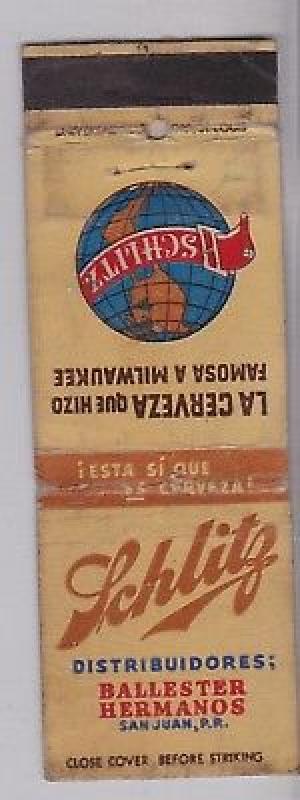 SCHLITZ
LA CERVEZA QUE HIZO
FAMOSA A MILWAUKEE
¡ESTA SÍ QUE
ES CERVEZA!
Schlitz
DISTRIBUIDORES:
BALLESTER
HERMANOS
SAN JUAN, P.R.
CLOSE COVER BEFORE STRIKING